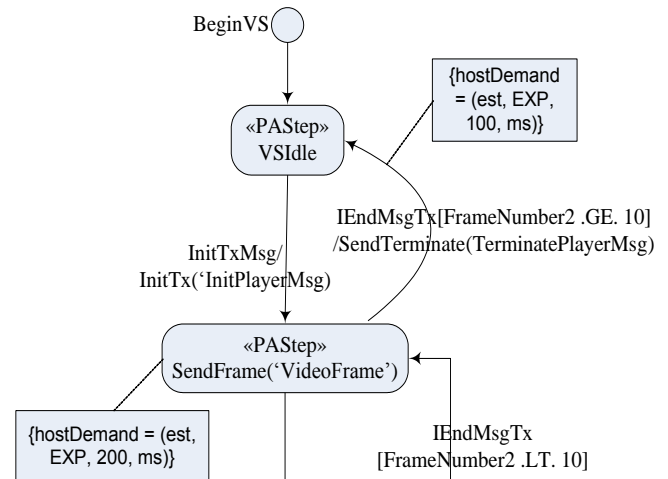 BeginVS
{hostDemand
= (est, EXP,
100, ms)}
«PAStep»
VSIdle
IEndMsgTx[FrameNumber2 .GE. 10]
/SendTerminate(TerminatePlayerMsg)
InitTxMsg/
InitTx(‘InitPlayerMsg)
«PAStep»
SendFrame(‘VideoFrame’)
{hostDemand = (est,
EXP, 200, ms)}
IEndMsgTx
[FrameNumber2 .LT. 10]